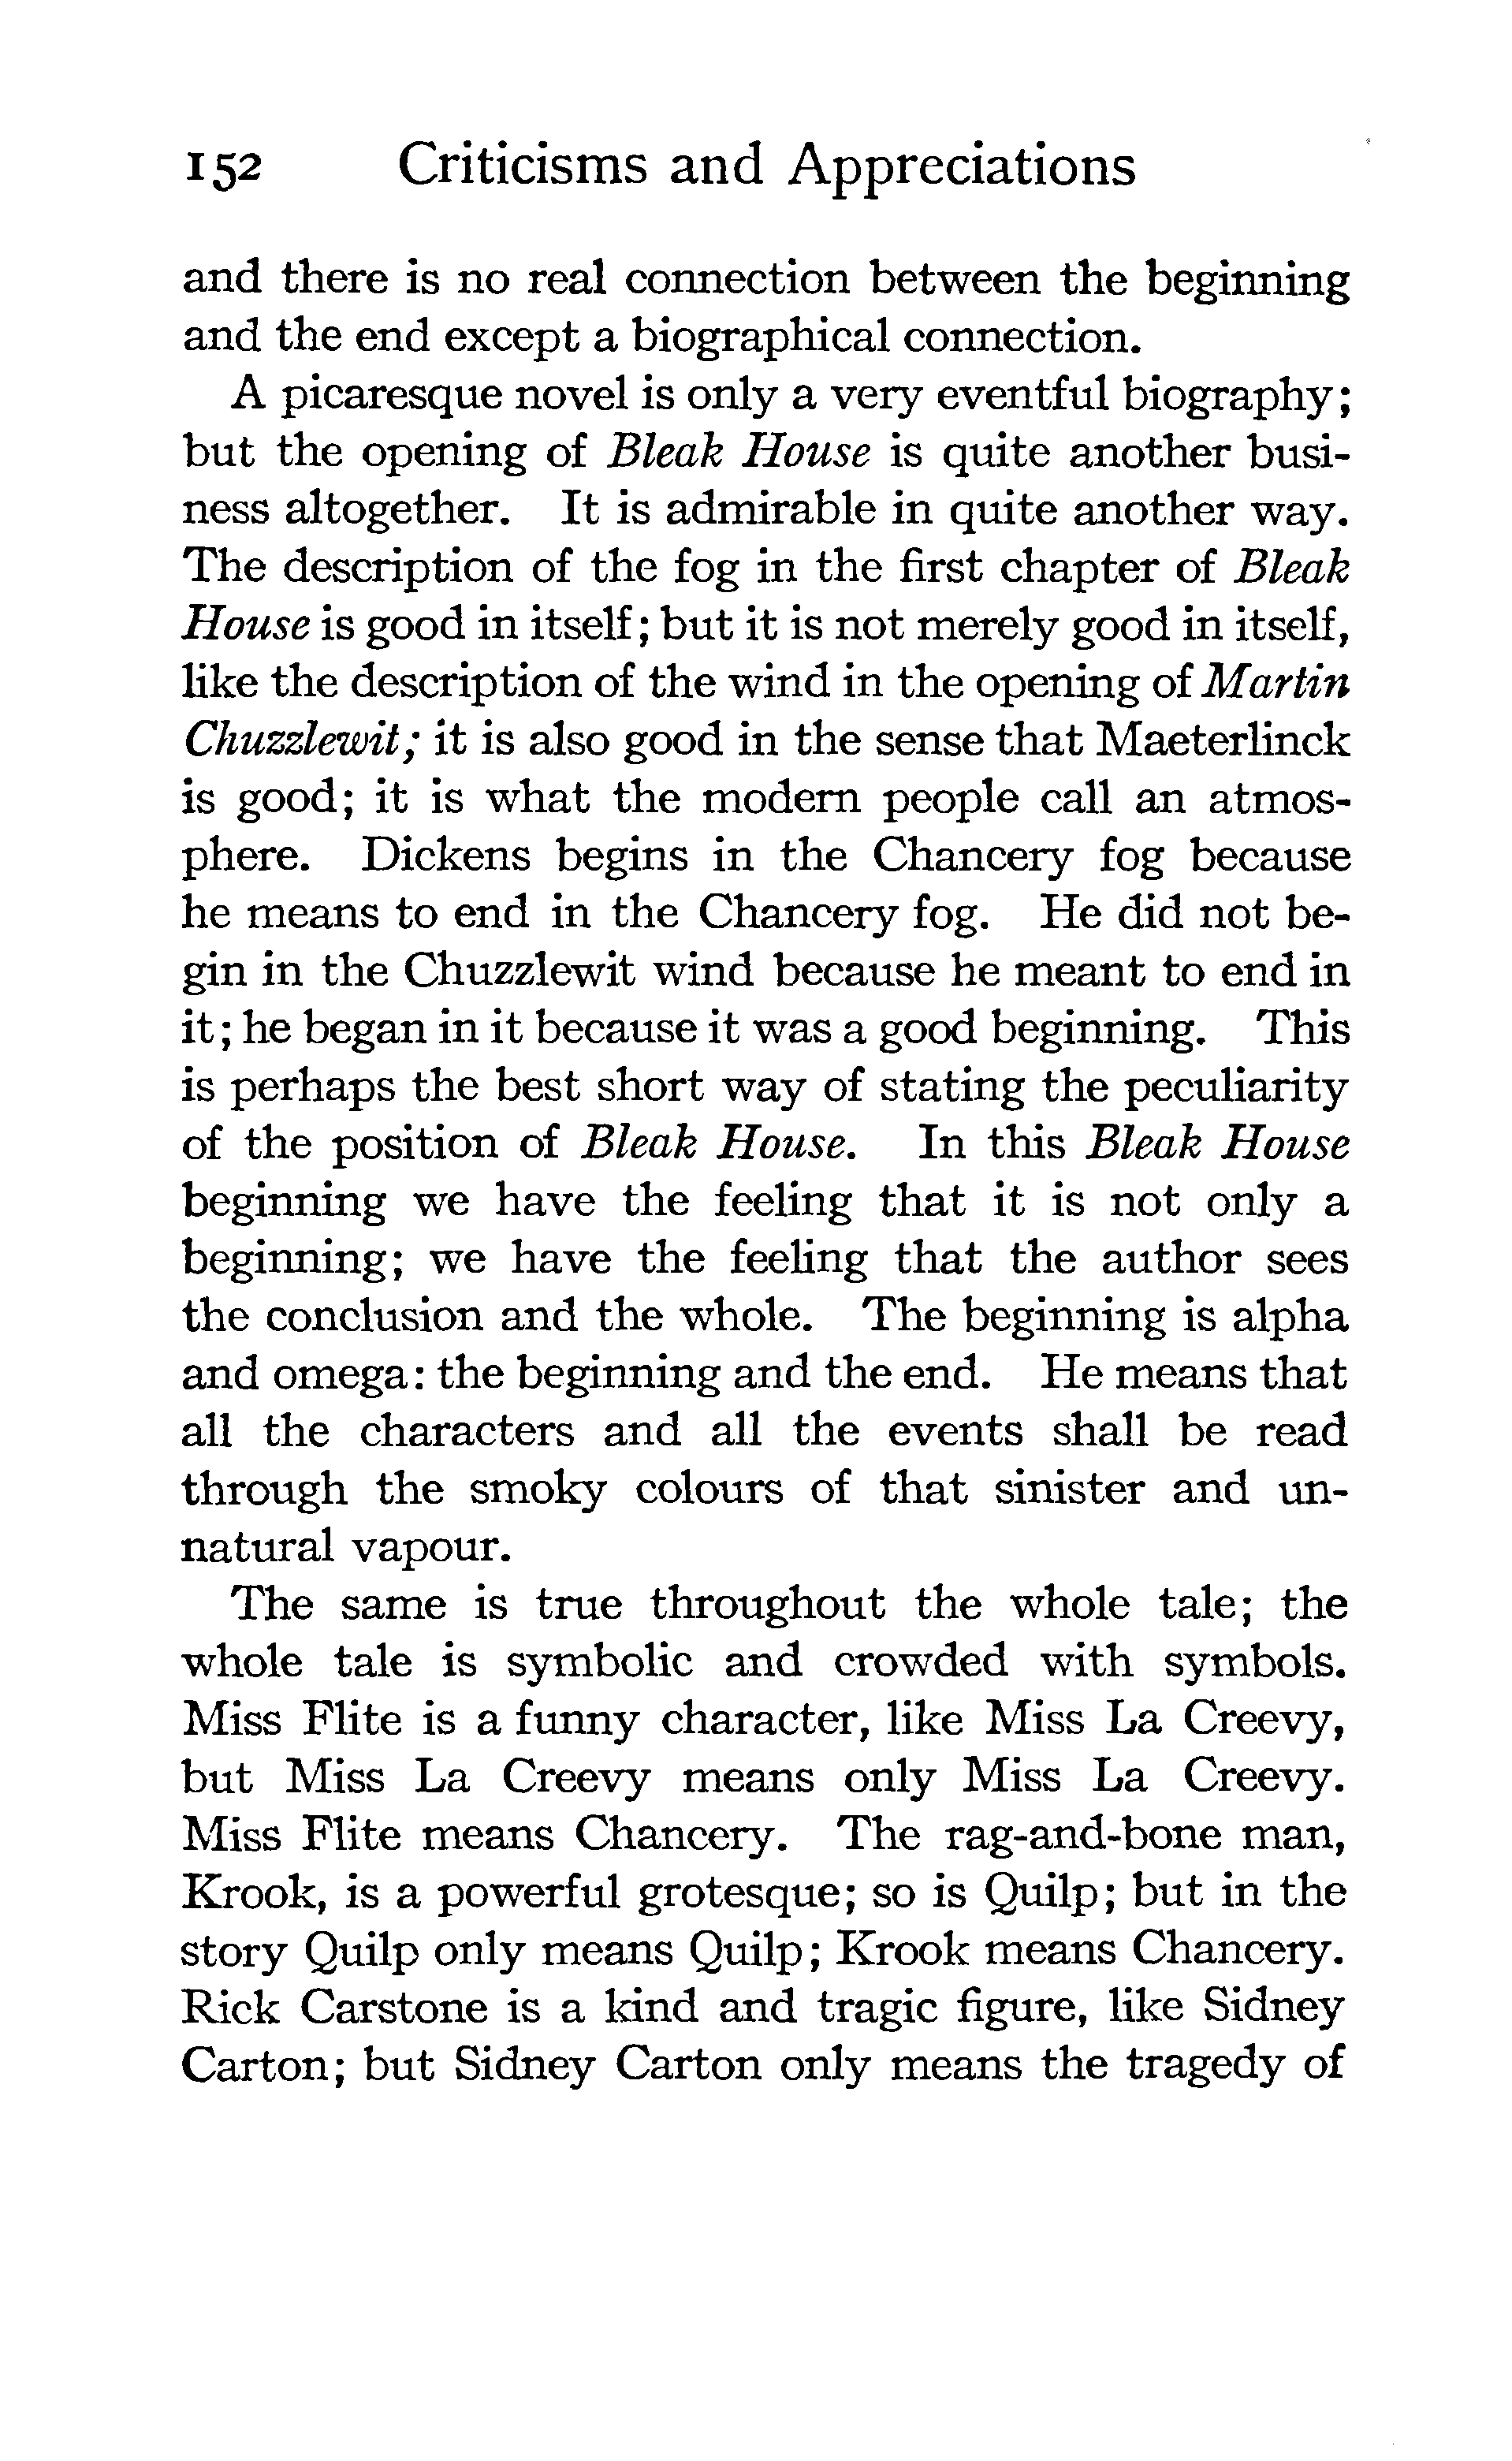 152 Criticisms and Appreciations
and there is no real connection between the beginning
and the end except a biographical connection.
A picaresque novel is only a very eventful biography;
but the opening of Bleak House is quite another busi-
ness altogether. It is admirable in quite another way.
The description of the fog in the first chapter of Bleak
House is good in itself; but it is not merely good in itself,
like the description of the wind in the opening of Martin
Chuzzlewit; it is also good in the sense that Maeterlinck
is good; it is what the modern people call an atmos-
phere. Dickens begins in the Chancery fog because
he means to end in the Chancery fog. He did not be-
gin in the Chuzzlewit wind because he meant to end in
it; he began in it because it was a good beginning. This
is perhaps the best short way of stating the peculiarity
of the position of Bleak House. In this Bleak House
beginning we have the feeling that it is not only a
beginning; we have the feeling that the author sees
the conclusion and the whole. The beginning is alpha
and omega: the beginning and the end. He means that
all the characters and all the events shall be read
through the smoky colours of that sinister and un-
natural vapour.
The same is true throughout the whole tale; the
whole tale is symbolic and crowded with symbols.
Miss Flite is a funny character, like Miss La Creevy,
but Miss La Creevy means only Miss La Creevy.
Miss Flite means Chancery. The rag-and-bone man,
Krook, is a powerful grotesque; so is Quilp; but in the
story Quilp only means Quilp; Krook means Chancery.
Rick Carstone is a kind and tragic figure, like Sidney
Carton; but Sidney Carton only means the tragedy of